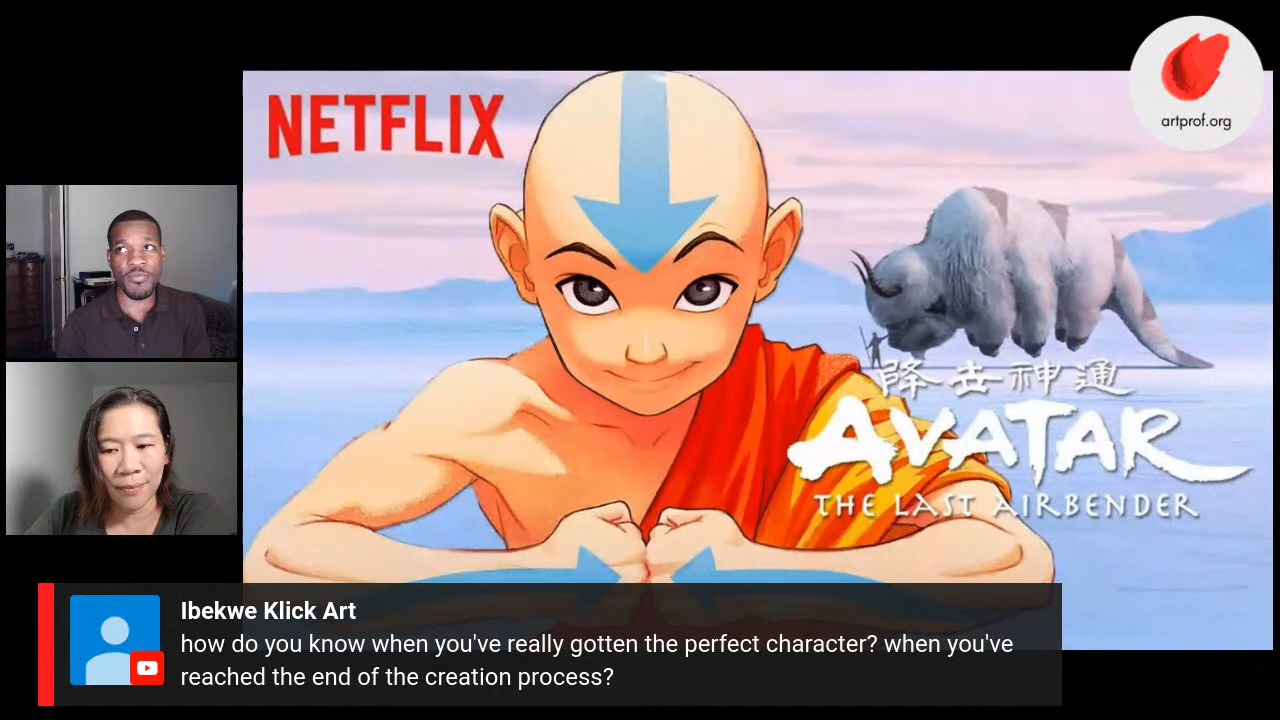 artprof.org
NETFLIX
降去神通
AVATAR
THE LAST AIRBENDER
Ibekwe Klick Art
how do you know when you've really gotten the perfect character? when you've
reached the end of the creation process?